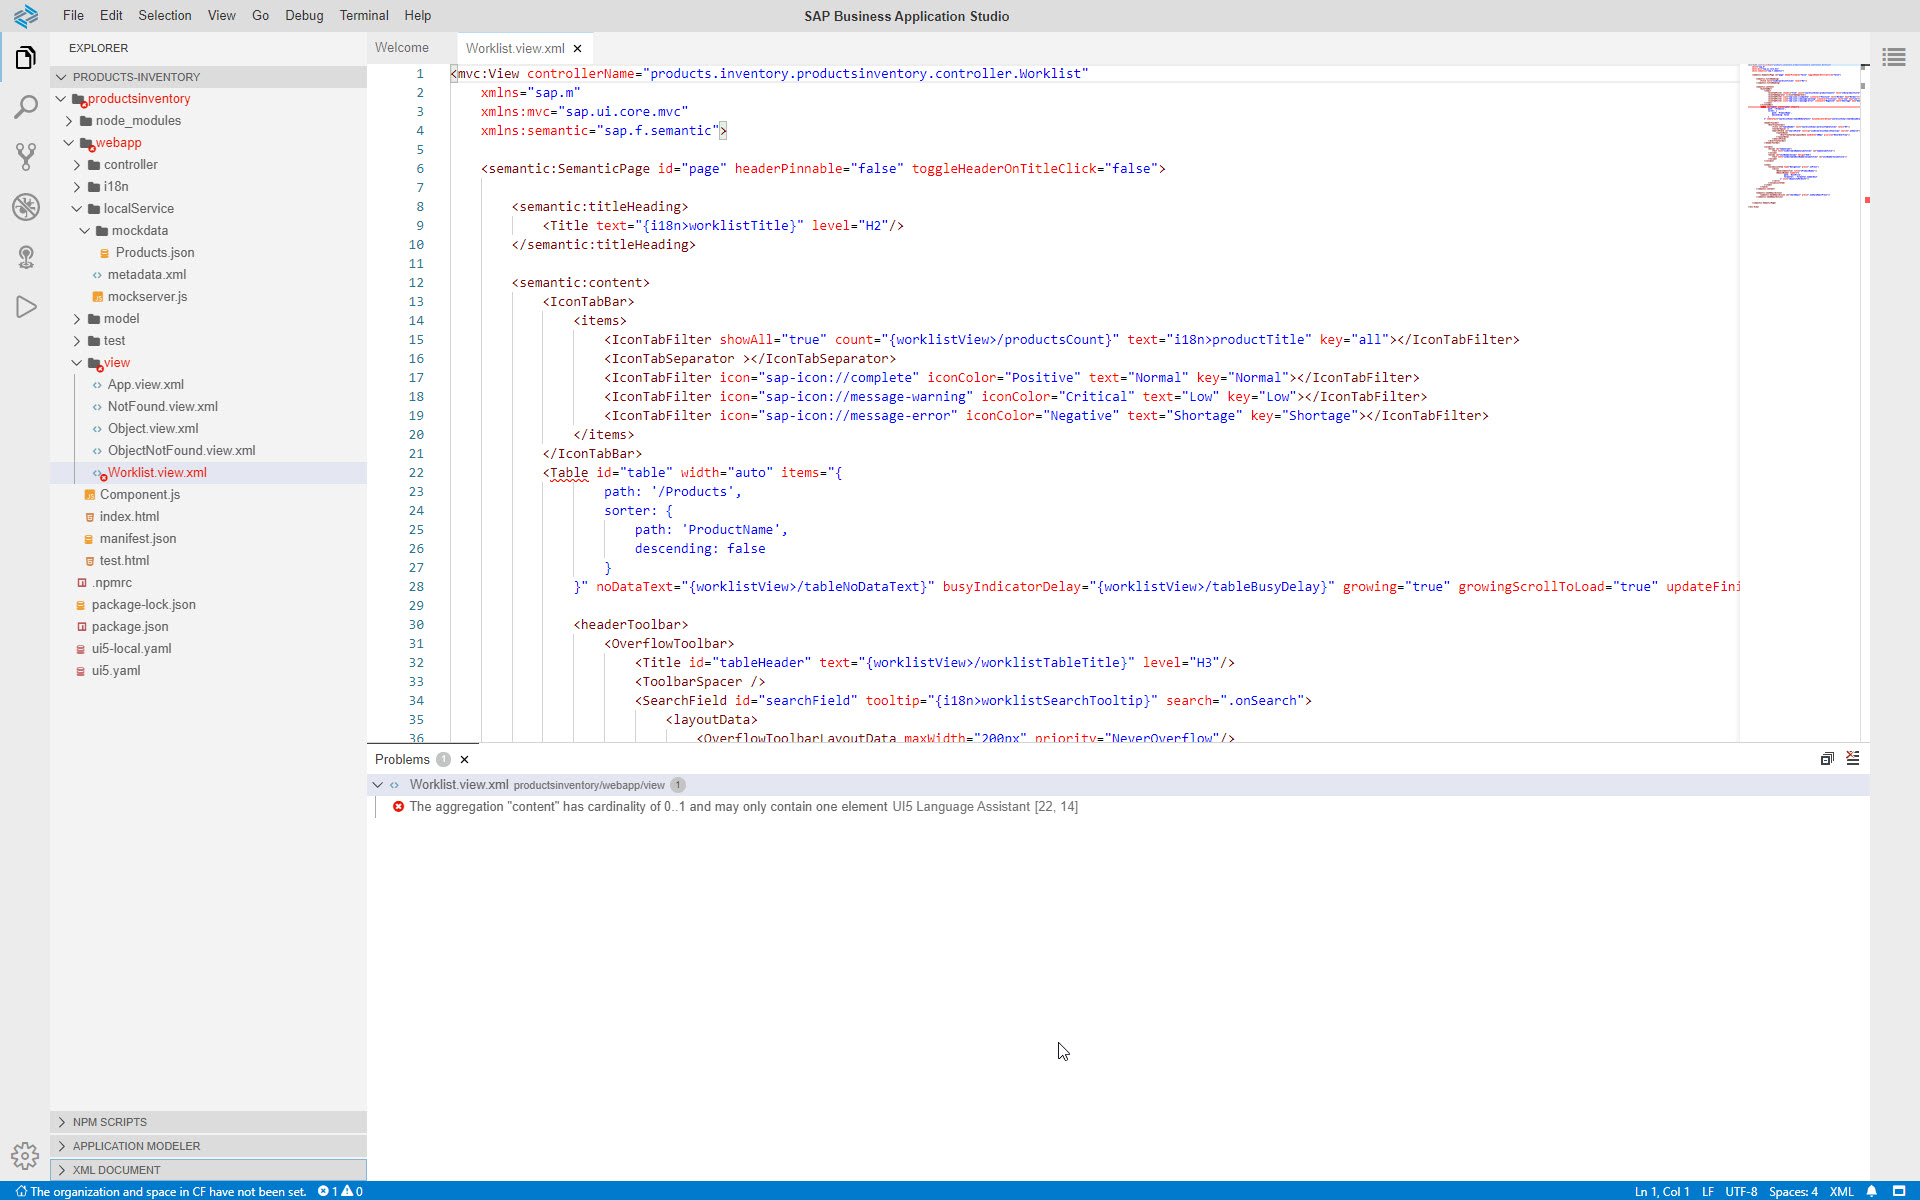 File Edit Selection View Go Debug Terminal Help
SAP Business Application Studio
EXPLORER
PRODUCTS-INVENTORY
productsinventory
node_modules
webapp
controller
i18n
localService
mockdata
Products.json
metadata.xml
mockserver.js
model
test
view
App.view.xml
NotFound.view.xml
Object.view.xml
ObjectNotFound.view.xml
Worklist.view.xml
Component.js
index.html
manifest.json
test.html
.npmrc
package-lock.json
package.json
ui5-local.yaml
ui5.yaml
NPM SCRIPTS
APPLICATION MODELER
XML DOCUMENT
Welcome Worklist.view.xml
1 <mvc:View controllerName="products.inventory.productsinventory.controller.Worklist"
2 xmlns="sap.m"
3 xmlns:mvc="sap.ui.core.mvc"
4 xmlns:semantic="sap.f.semantic">
5
6 <semantic:SemanticPage id="page" headerPinnable="false" toggleHeaderOnTitleClick="false">
7
8 <semantic:titleHeading>
9 <Title text="{i18n>worklistTitle}" level="H2"/>
10 </semantic:titleHeading>
11
12 <semantic:content>
13 <IconTabBar>
14 <items>
15 <IconTabFilter showAll="true" count="{worklistView>/productsCount}" text="i18n>productTitle" key="all"></IconTabFilter>
16 <IconTabSeparator ></IconTabSeparator>
17 <IconTabFilter icon="sap-icon://complete" iconColor="Positive" text="Normal" key="Normal"></IconTabFilter>
18 <IconTabFilter icon="sap-icon://message-warning" iconColor="Critical" text="Low" key="Low"></IconTabFilter>
19 <IconTabFilter icon="sap-icon://message-error" iconColor="Negative" text="Shortage" key="Shortage"></IconTabFilter>
20 </items>
21 </IconTabBar>
22 <Table id="table" width="auto" items="{
23 path: '/Products',
24 sorter: {
25 path: 'ProductName',
26 descending: false
27 }
28 }" noDataText="{worklistView>/tableNoDataText}" busyIndicatorDelay="{worklistView>/tableBusyDelay}" growing="true" growingScrollToLoad="true" updateFini
29
30 <headerToolbar>
31 <OverflowToolbar>
32 <Title id="tableHeader" text="{worklistView>/worklistTableTitle}" level="H3"/>
33 <ToolbarSpacer />
34 <SearchField id="searchField" tooltip="{i18n>worklistSearchTooltip}" search=".onSearch">
35 <layoutData>
36 <OverflowToolbarLayoutData maxWidth="200px" priority="NeverOverflow"/>
Problems 1
Worklist.view.xml productsinventory/webapp/view 1
The aggregation "content" has cardinality of 0..1 and may only contain one element UI5 Language Assistant [22, 14]
The organization and space in CF have not been set. 1 0
Ln 1, Col 1 LF UTF-8 Spaces: 4 XML